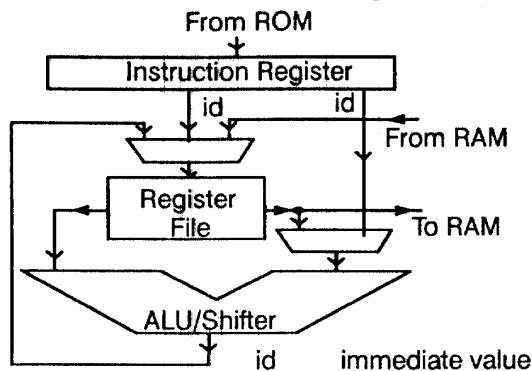 From ROM
Instruction Register
id
id
From RAM
Register
File
To RAM
ALU/Shifter
id immediate value